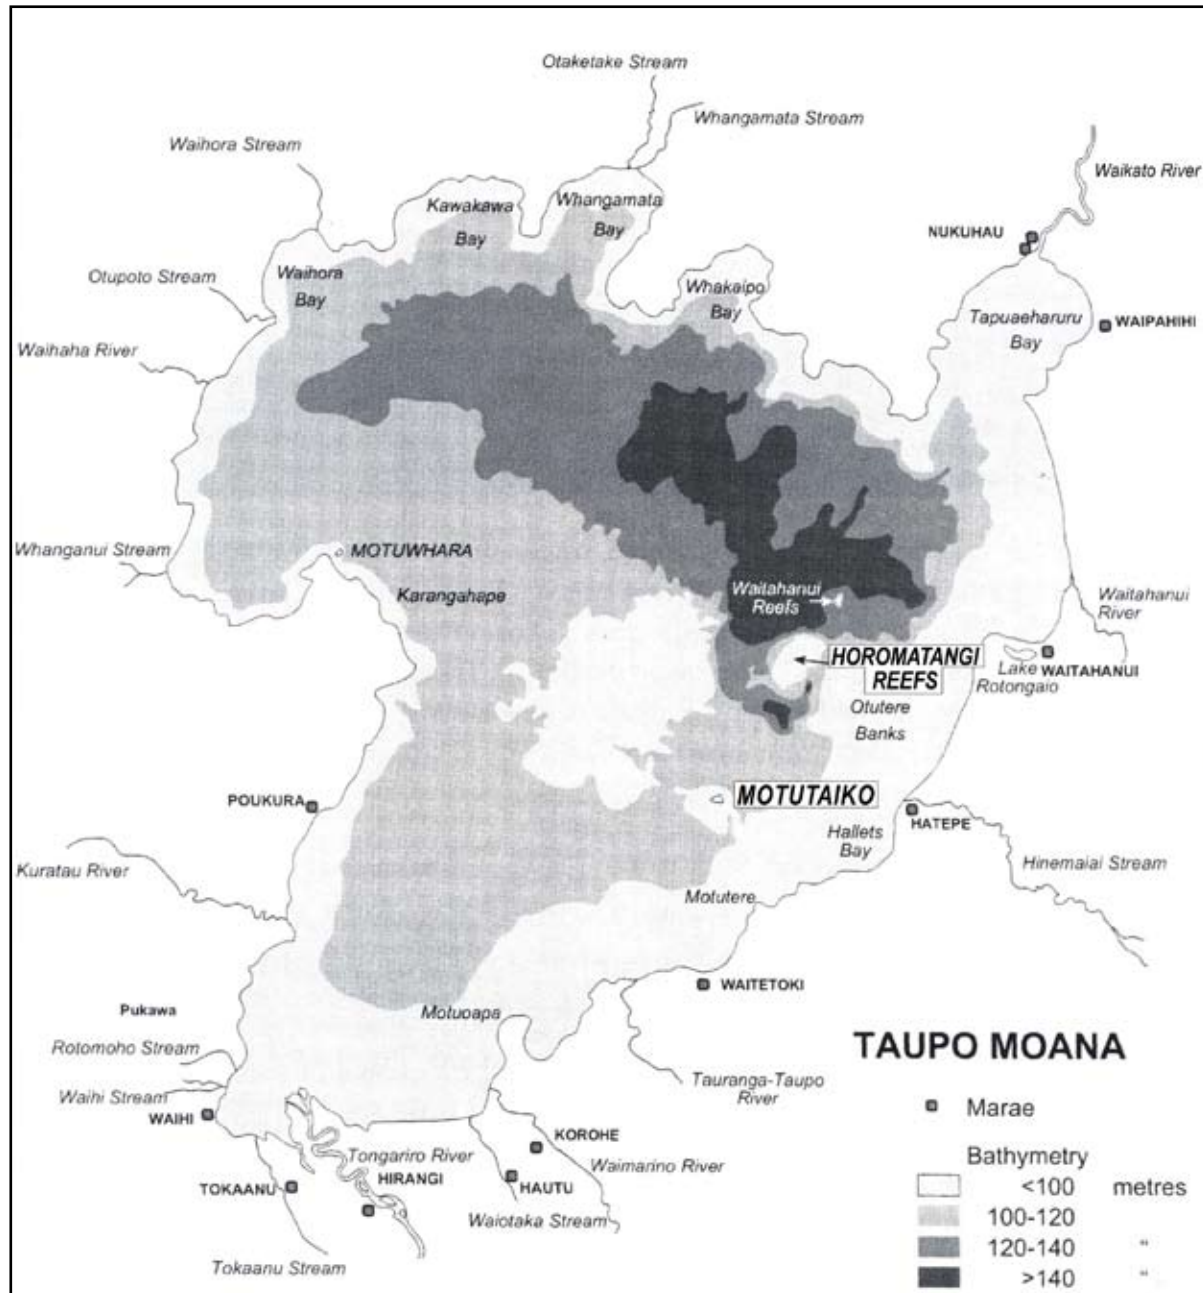 Otaketake Stream
Whangamata Stream
Waihora Stream
Waikato River
Kawakawa
Bay
Whangamata
Bay
NUKUHAU
Waihora
Bay
Otupoto Stream
Whakaipo
Bay
Tapuaeharuru
Bay
WAIPAHIHI
Waihaha River
Whanganui Stream
MOTUWHARA
Karangahape
Waitahanui
Reefs
Waitahanui
River
HOROMATANGI
REEFS
Lake
Rotongaio
WAITAHANUI
Otutere
Banks
POUKURA
MOTUTAIKO
HATEPE
Hallets
Bay
Hinemaiai Stream
Kuratau River
Motutere
WAITETOKI
Pukawa
Motuoapa
Rotomoho Stream
Waihi Stream
WAIHI
Tauranga-Taupo
River
KOROHE
Tongariro River
HIRANGI
Waimarino River
TOKAANU
HAUTU
Waiotaka Stream
Tokaanu Stream
TAUPO MOANA
Marae
Bathymetry
<100 metres
100-120
120-140 "
>140 "